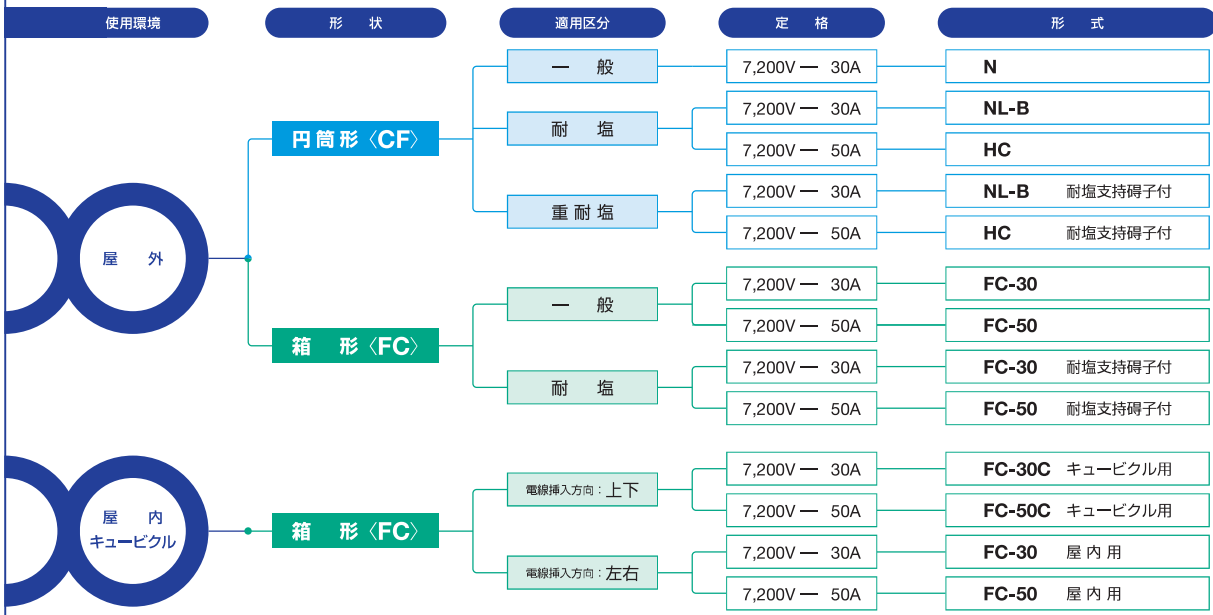 使用環境 形 状 適用区分 定 格 形 式
一 般 7,200V — 30A N
耐 塩 7,200V — 30A NL-B
7,200V — 50A HC
円筒形〈CF〉
重耐塩 7,200V — 30A NL-B 耐塩支持碍子付
7,200V — 50A HC 耐塩支持碍子付
屋 外
一 般 7,200V — 30A FC-30
7,200V — 50A FC-50
箱 形〈FC〉
耐 塩 7,200V — 30A FC-30 耐塩支持碍子付
7,200V — 50A FC-50 耐塩支持碍子付
屋 内
キュービクル
箱 形〈FC〉
電線挿入方向：上下 7,200V — 30A FC-30C キュービクル用
7,200V — 50A FC-50C キュービクル用
電線挿入方向：左右 7,200V — 30A FC-30 屋内用
7,200V — 50A FC-50 屋内用